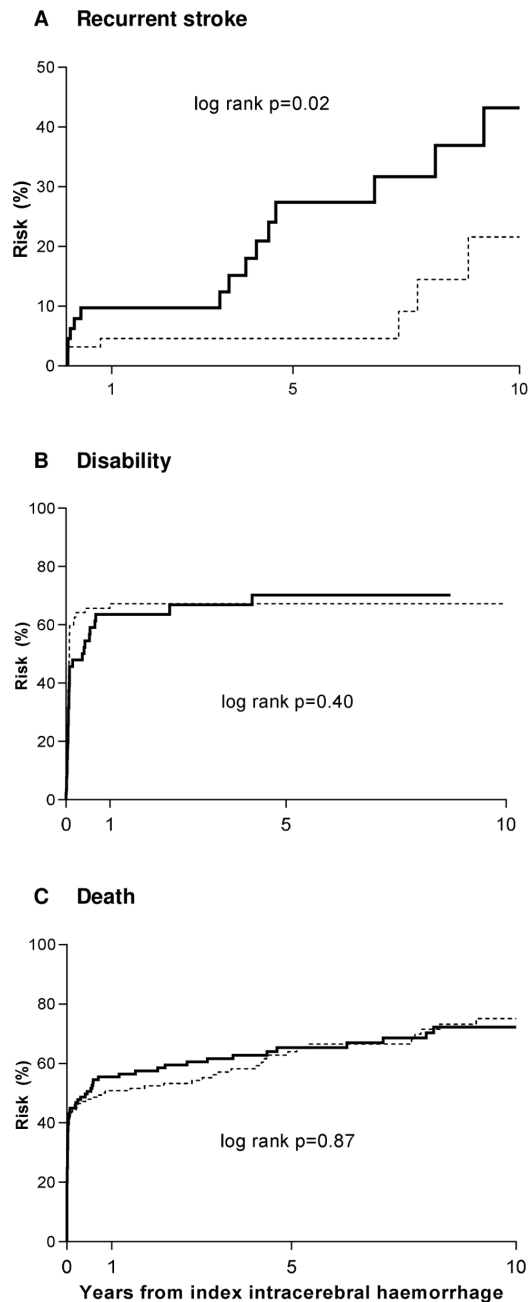 A Recurrent stroke
50
40
30
20
10
0
Risk (%)
log rank p=0.02
1 5 10
B Disability
100
80
60
40
20
0
Risk (%)
log rank p=0.40
0 1 5 10
C Death
100
80
60
40
20
0
Risk (%)
log rank p=0.87
0 1 5 10
Years from index intracerebral haemorrhage